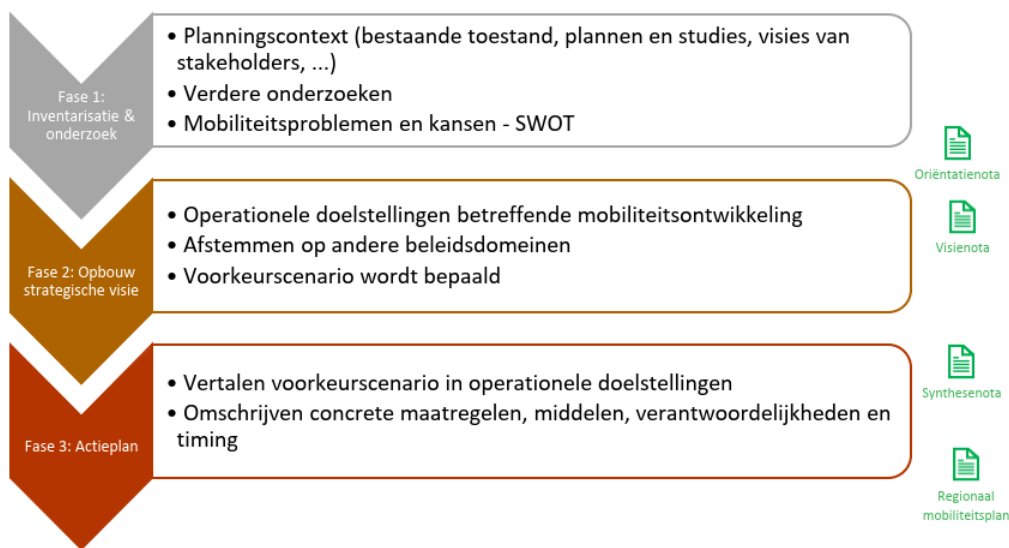 Fase 1:
Inventarisatie &
onderzoek
• Planningscontext (bestaande toestand, plannen en studies, visies van
stakeholders, ...)
• Verdere onderzoeken
• Mobiliteitsproblemen en kansen - SWOT
Oriëntatienota
Fase 2: Opbouw
strategische visie
• Operationele doelstellingen betreffende mobiliteitsontwikkeling
• Afstemmen op andere beleidsdomeinen
• Voorkeurscenario wordt bepaald
Visienota
Fase 3: Actieplan
• Vertalen voorkeurscenario in operationele doelstellingen
• Omschrijven concrete maatregelen, middelen, verantwoordelijkheden en
timing
Synthesenota
Regionaal
mobiliteitsplan